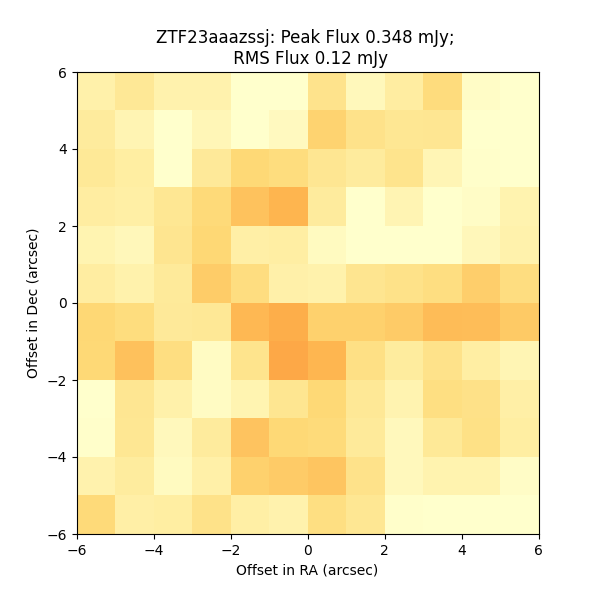 ZTF23aaazssj: Peak Flux 0.348 mJy;
RMS Flux 0.12 mJy
6
4
2
0
−2
−4
−6
Offset in Dec (arcsec)
−6 −4 −2 0 2 4 6
Offset in RA (arcsec)